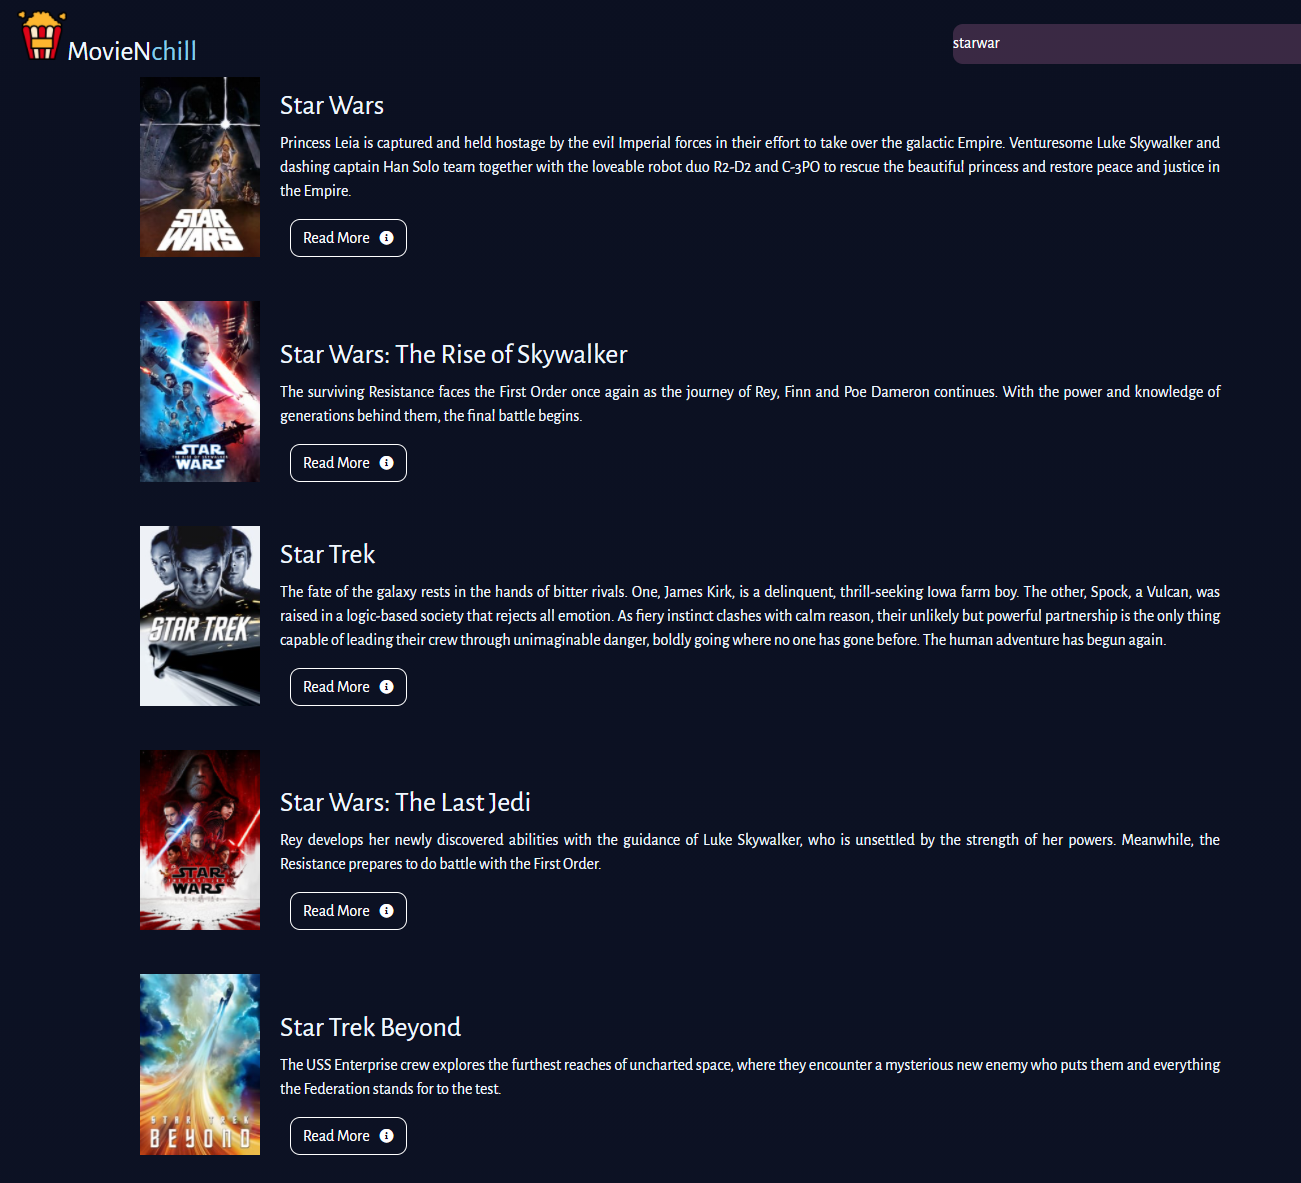 MovieNchill
starwar
STAR
WARS
Star Wars
Princess Leia is captured and held hostage by the evil Imperial forces in their effort to take over the galactic Empire. Venturesome Luke Skywalker and
dashing captain Han Solo team together with the loveable robot duo R2-D2 and C-3PO to rescue the beautiful princess and restore peace and justice in
the Empire.
Read More
STAR
THE RISE OF SKYWALKER
WARS
Star Wars: The Rise of Skywalker
The surviving Resistance faces the First Order once again as the journey of Rey, Finn and Poe Dameron continues. With the power and knowledge of
generations behind them, the final battle begins.
Read More
STAR TREK
Star Trek
The fate of the galaxy rests in the hands of bitter rivals. One, James Kirk, is a delinquent, thrill-seeking Iowa farm boy. The other, Spock, a Vulcan, was
raised in a logic-based society that rejects all emotion. As fiery instinct clashes with calm reason, their unlikely but powerful partnership is the only thing
capable of leading their crew through unimaginable danger, boldly going where no one has gone before. The human adventure has begun again.
Read More
STAR
WARS
Star Wars: The Last Jedi
Rey develops her newly discovered abilities with the guidance of Luke Skywalker, who is unsettled by the strength of her powers. Meanwhile, the
Resistance prepares to do battle with the First Order.
Read More
STAR TREK
BEYOND
Star Trek Beyond
The USS Enterprise crew explores the furthest reaches of uncharted space, where they encounter a mysterious new enemy who puts them and everything
the Federation stands for to the test.
Read More